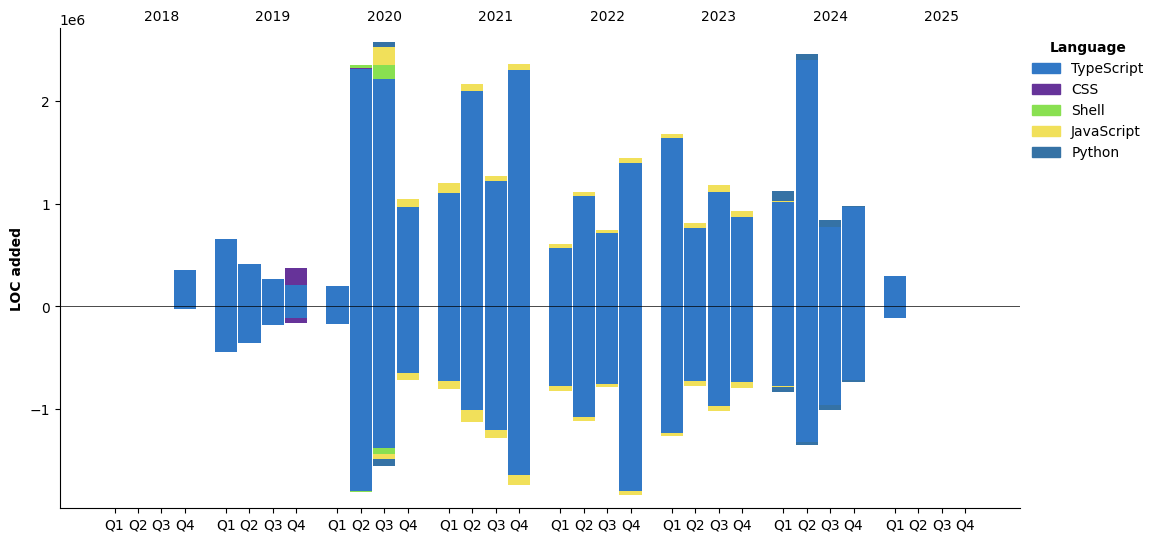 2018 2019 2020 2021 2022 2023 2024 2025
1e6
Language
TypeScript
CSS
Shell
JavaScript
Python
2
1
0
−1
LOC added
Q1 Q2 Q3 Q4 Q1 Q2 Q3 Q4 Q1 Q2 Q3 Q4 Q1 Q2 Q3 Q4 Q1 Q2 Q3 Q4 Q1 Q2 Q3 Q4 Q1 Q2 Q3 Q4 Q1 Q2 Q3 Q4